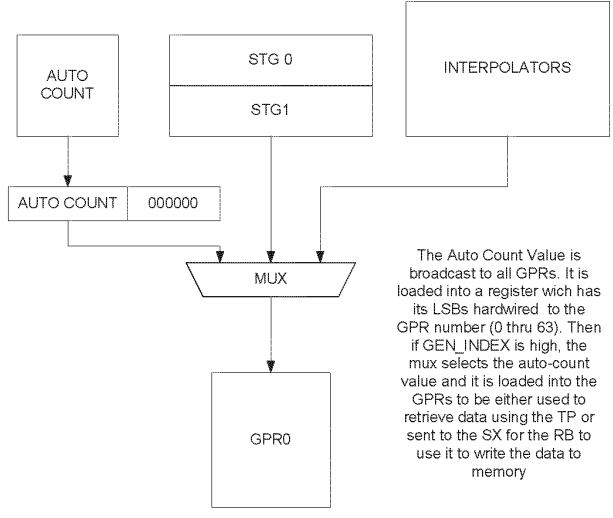 AUTO
COUNT
STG 0
STG1
INTERPOLATORS
AUTO COUNT
000000
MUX
GPR0
The Auto Count Value is
broadcast to all GPRs. It is
loaded into a register wich has
its LSBs hardwired to the
GPR number (0 thru 63). Then
if GEN_INDEX is high, the
mux selects the auto-count
value and it is loaded into the
GPRs to be either used to
retrieve data using the TP or
sent to the SX for the RB to
use it to write the data to
memory